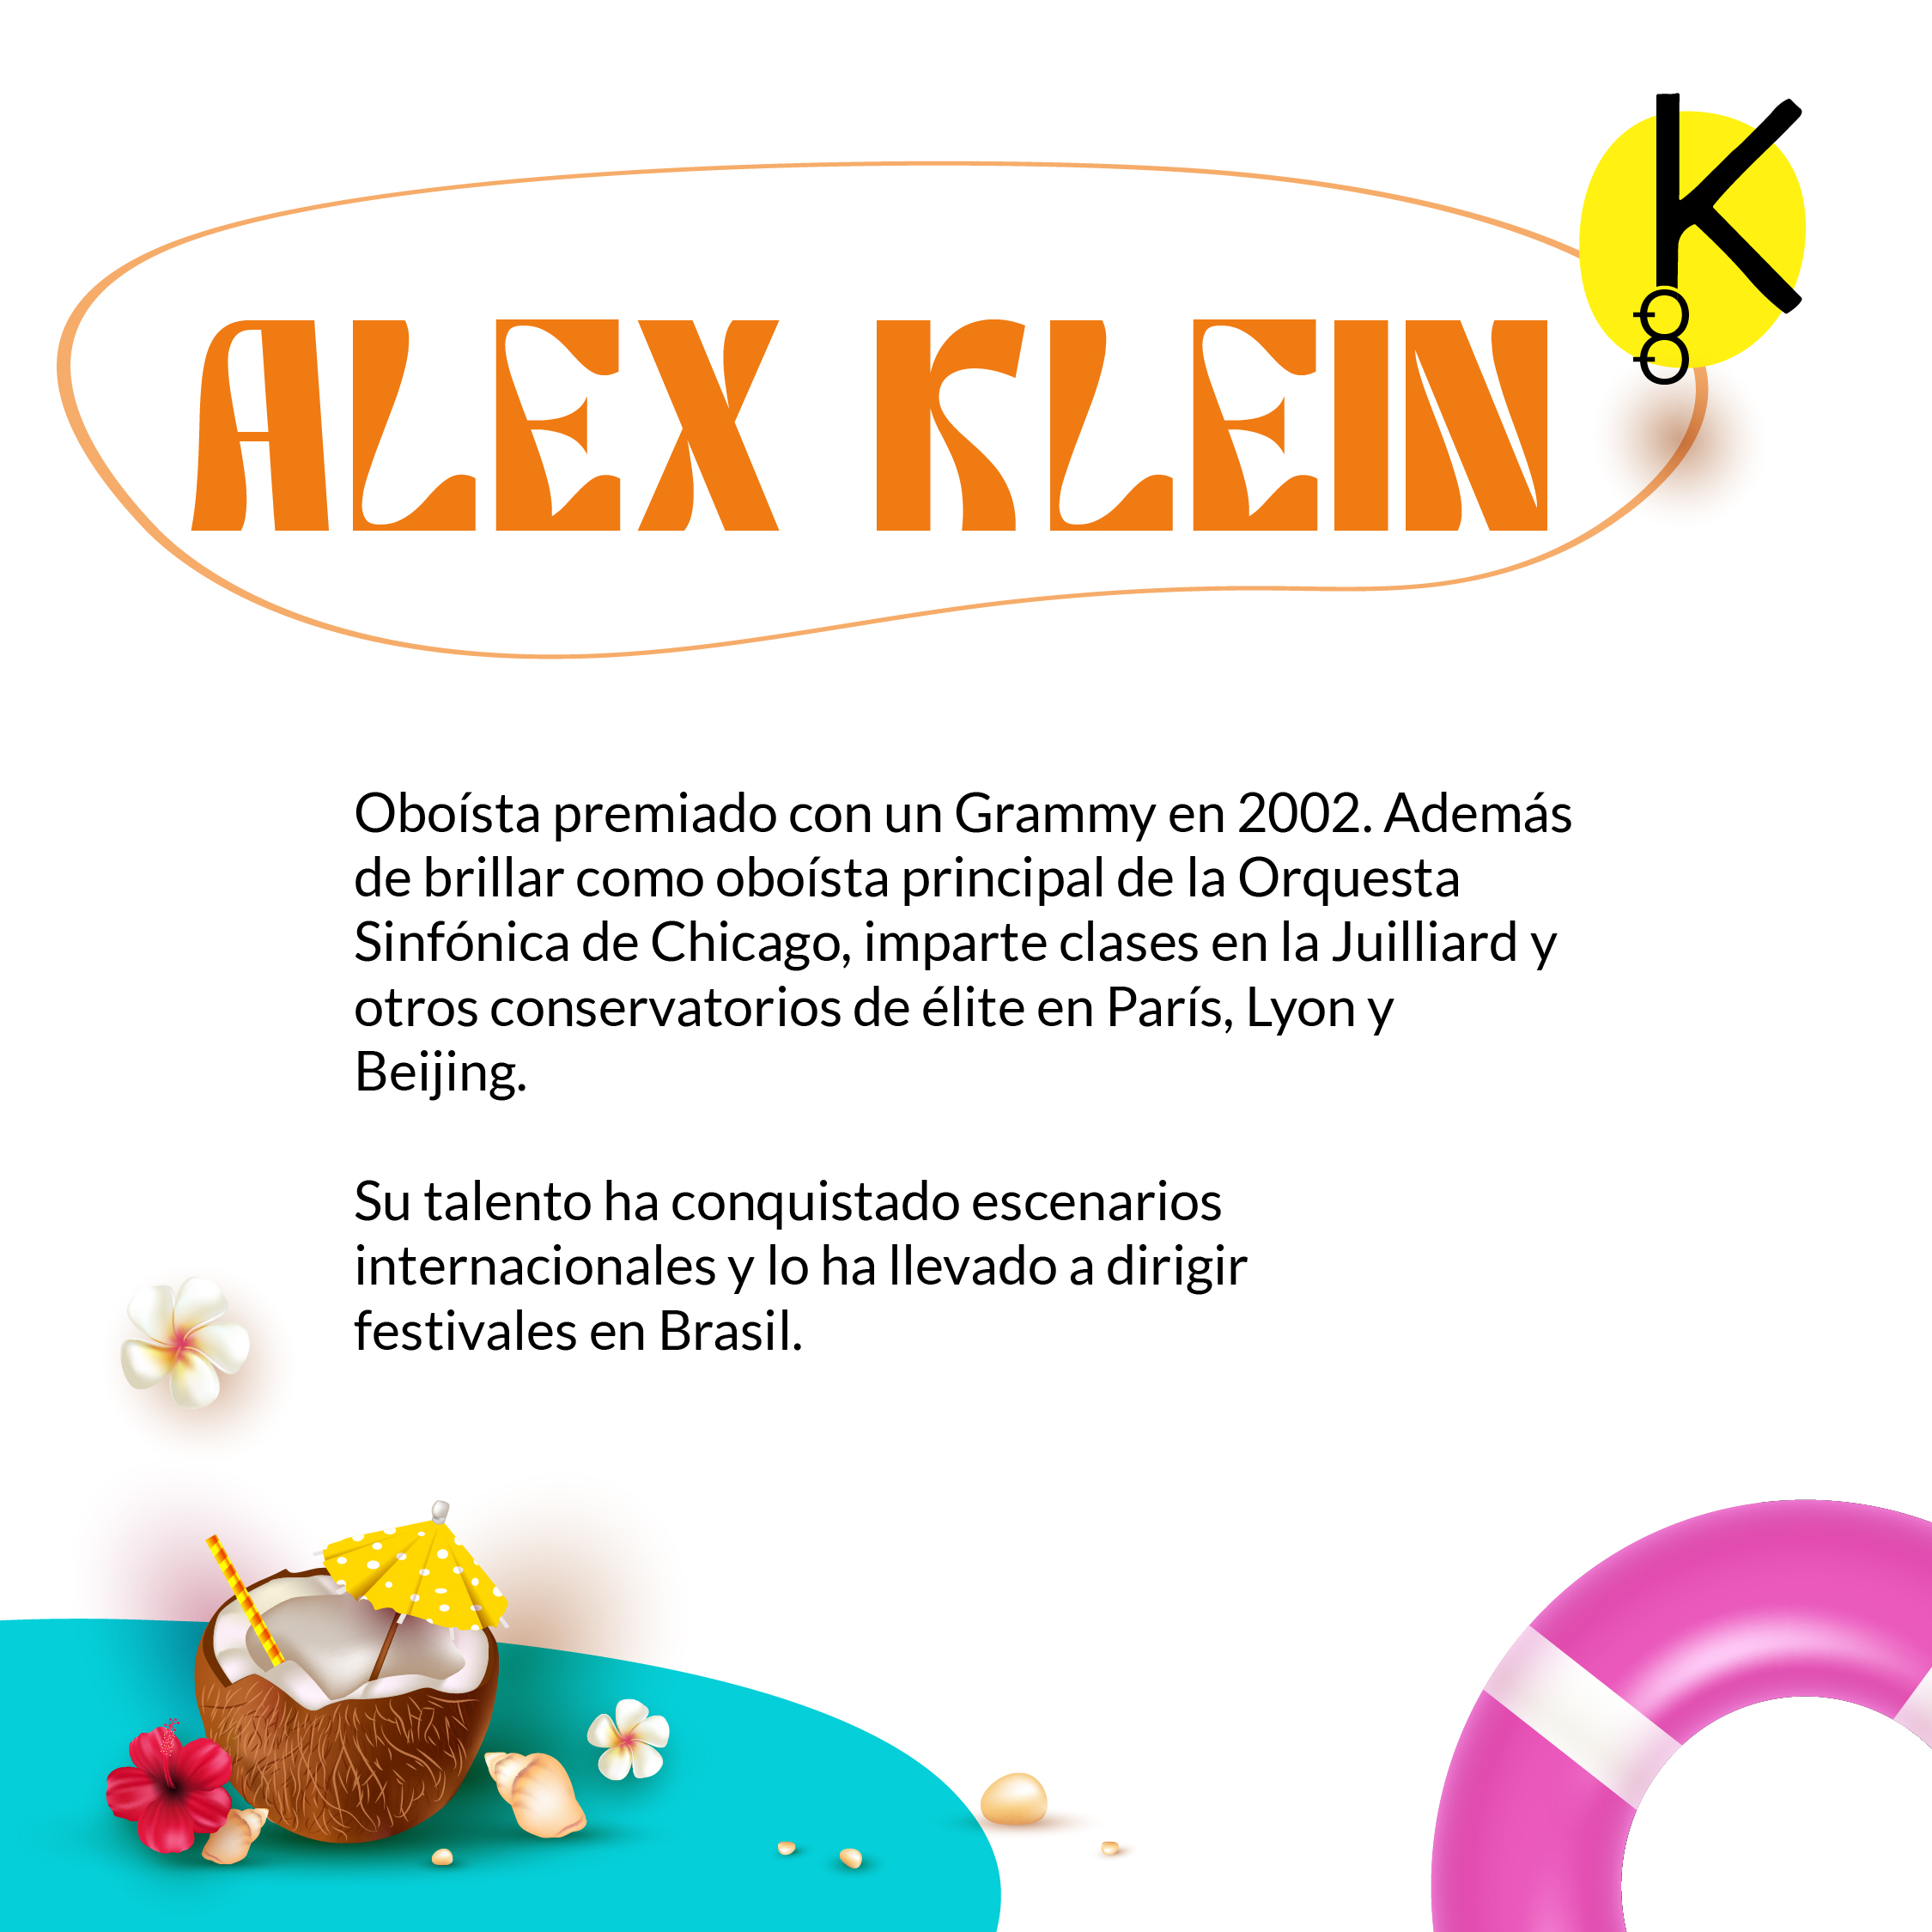 K
ALEX KLEIN
Oboísta premiado con un Grammy en 2002. Además
de brillar como oboísta principal de la Orquesta
Sinfónica de Chicago, imparte clases en la Juilliard y
otros conservatorios de élite en París, Lyon y
Beijing.
Su talento ha conquistado escenarios
internacionales y lo ha llevado a dirigir
festivales en Brasil.